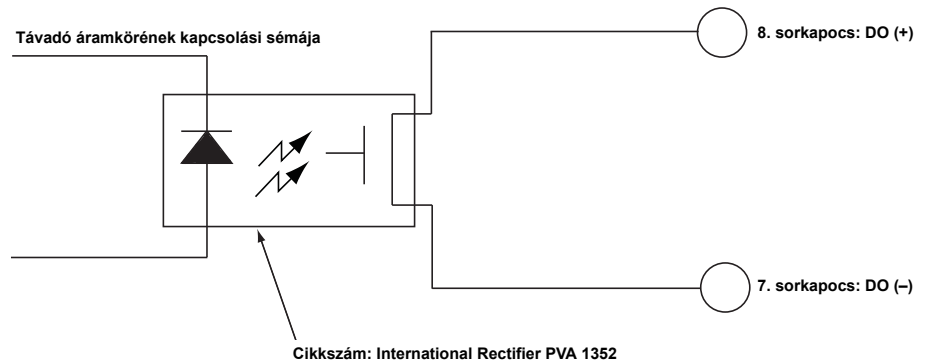 Távadó áramkörének kapcsolási sémája
8. sorkapocs: DO (+)
7. sorkapocs: DO (–)
Cikkszám: International Rectifier PVA 1352